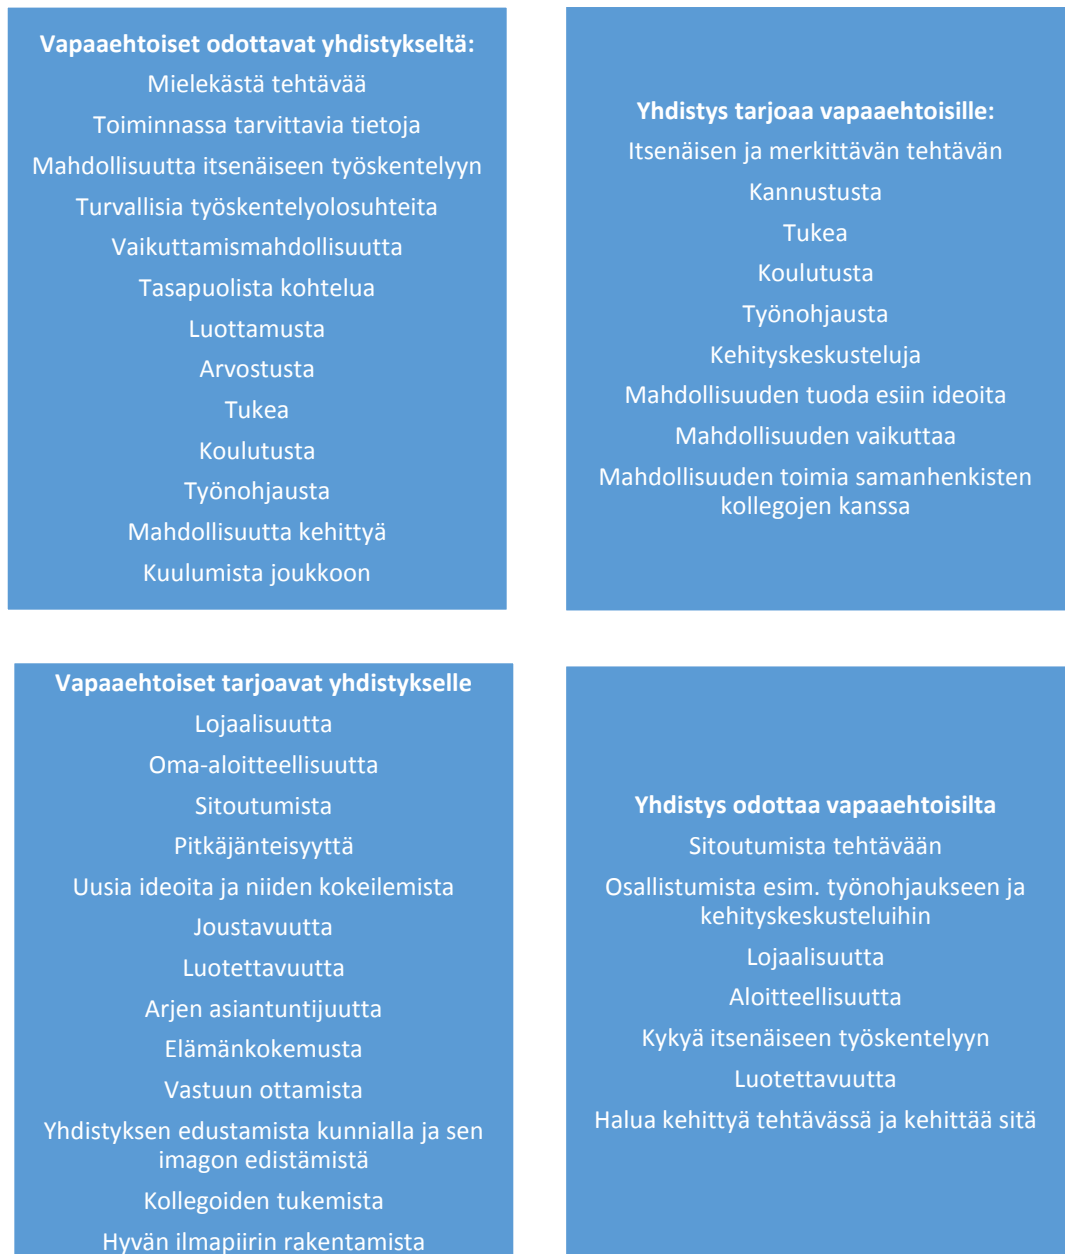 Vapaaehtoiset odottavat yhdistykseltä:
Mielekästä tehtävää
Toiminnassa tarvittavia tietoja
Mahdollisuutta itsenäiseen työskentelyyn
Turvallisia työskentelyolosuhteita
Vaikuttamismahdollisuutta
Tasapuolista kohtelua
Luottamusta
Arvostusta
Tukea
Koulutusta
Työnohjausta
Mahdollisuutta kehittyä
Kuulumista joukkoon
Yhdistys tarjoaa vapaaehtoisille:
Itsenäisen ja merkittävän tehtävän
Kannustusta
Tukea
Koulutusta
Työnohjausta
Kehityskeskusteluja
Mahdollisuuden tuoda esiin ideoita
Mahdollisuuden vaikuttaa
Mahdollisuuden toimia samanhenkisten
kollegojen kanssa
Vapaaehtoiset tarjoavat yhdistykselle
Lojaalisuutta
Oma-aloitteellisuutta
Sitoutumista
Pitkäjänteisyyttä
Uusia ideoita ja niiden kokeilemista
Joustavuutta
Luotettavuutta
Arjen asiantuntijuutta
Elämänkokemusta
Vastuun ottamista
Yhdistyksen edustamista kunnialla ja sen
imagon edistämistä
Kollegoiden tukemista
Hyvän ilmapiirin rakentamista
Yhdistys odottaa vapaaehtoisilta
Sitoutumista tehtävään
Osallistumista esim. työnohjaukseen ja
kehityskeskusteluihin
Lojaalisuutta
Aloitteellisuutta
Kykyä itsenäiseen työskentelyyn
Luotettavuutta
Halua kehittyä tehtävässä ja kehittää sitä